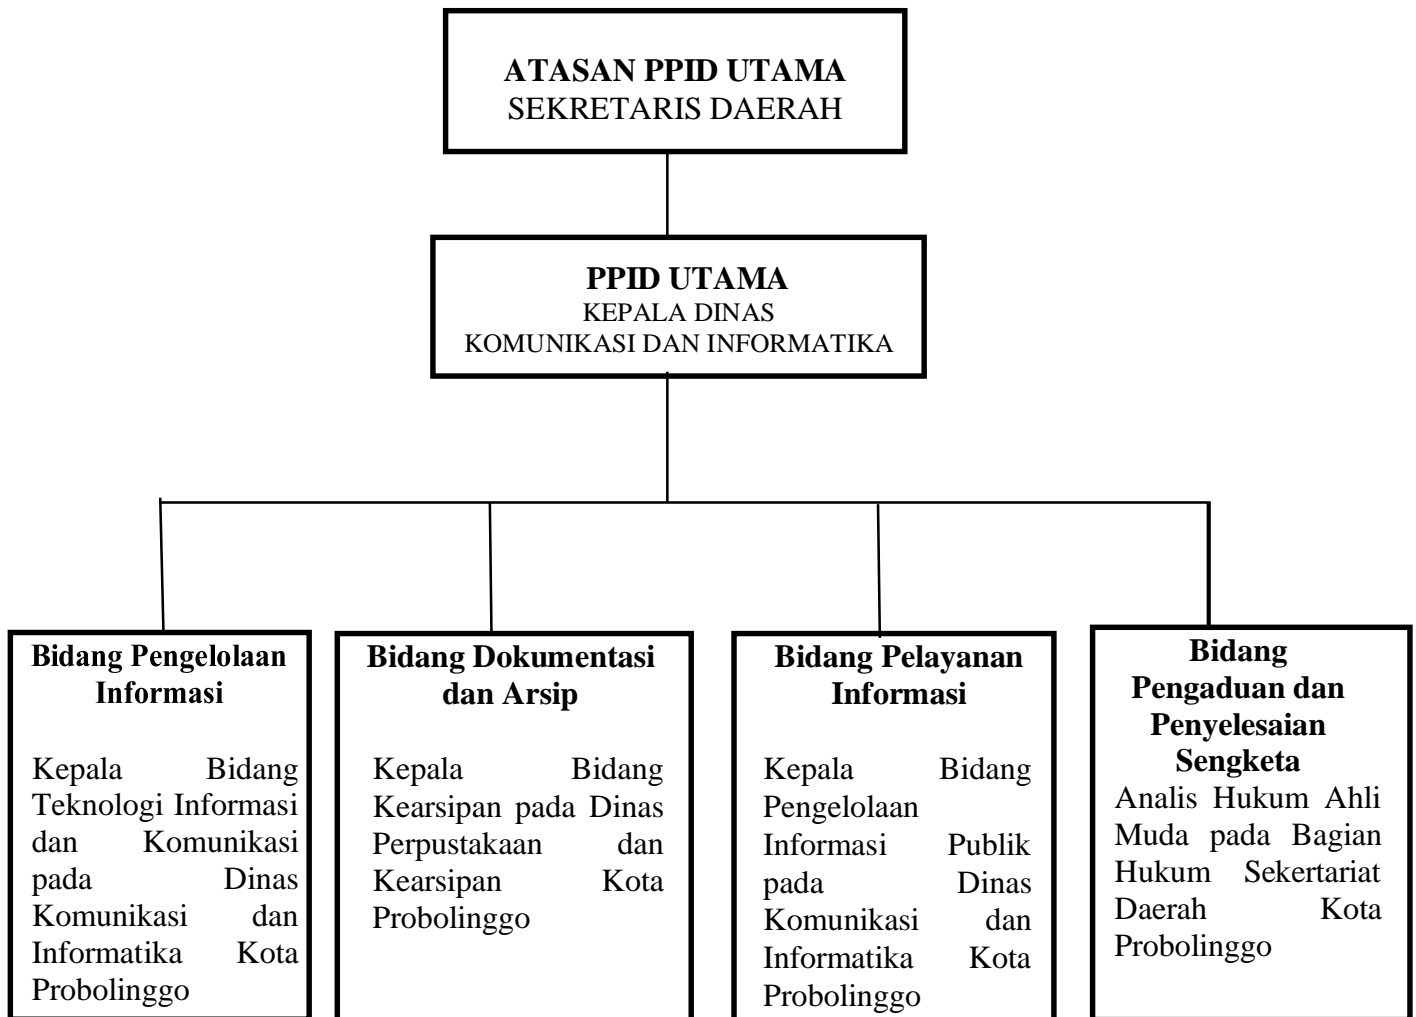 ATASAN PPID UTAMA
SEKRETARIS DAERAH
PPID UTAMA
KEPALA DINAS
KOMUNIKASI DAN INFORMATIKA
Bidang Pengelolaan
Informasi
Kepala Bidang
Teknologi Informasi
dan Komunikasi
pada Dinas
Komunikasi dan
Informatika Kota
Probolinggo
Bidang Dokumentasi
dan Arsip
Kepala Bidang
Kearsipan pada Dinas
Perpustakaan dan
Kearsipan Kota
Probolinggo
Bidang Pelayanan
Informasi
Kepala Bidang
Pengelolaan
Informasi Publik
pada Dinas
Komunikasi dan
Informatika Kota
Probolinggo
Bidang
Pengaduan dan
Penyelesaian
Sengketa
Analis Hukum Ahli
Muda pada Bagian
Hukum Sekertariat
Daerah Kota
Probolinggo